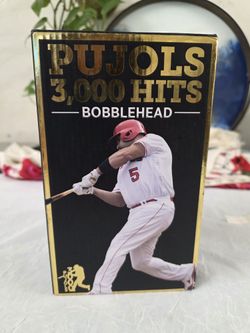 PUJOLS
3,000 HITS
BOBBLEHEAD
5